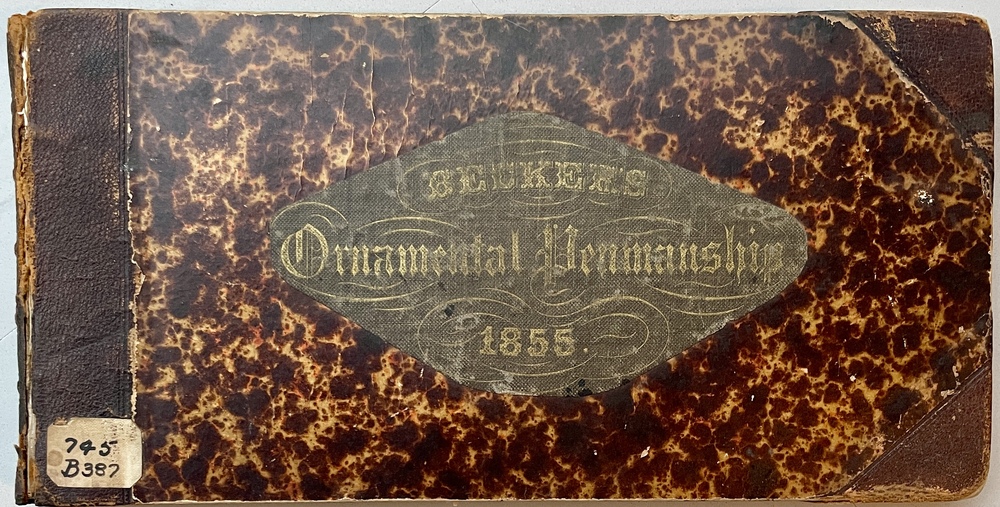 BECKER'S
Ornamental Penmanship
1855.
745
B387